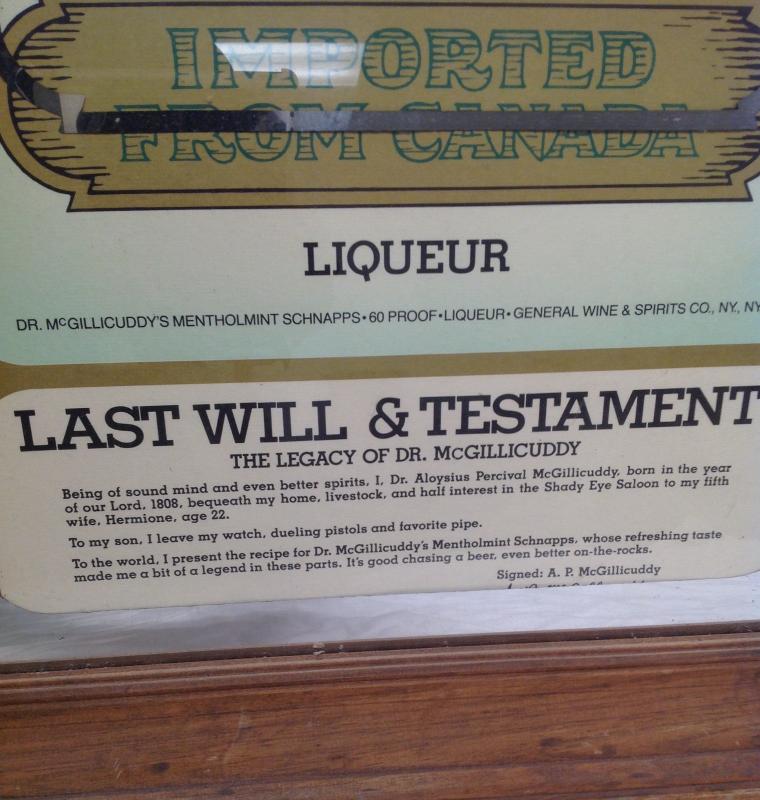 IMPORTED
FROM CANADA
LIQUEUR
DR. McGILLICUDDY'S MENTHOLMINT SCHNAPPS•60 PROOF•LIQUEUR•GENERAL WINE & SPIRITS CO., NY., NY
LAST WILL & TESTAMENT
THE LEGACY OF DR. McGILLICUDDY
Being of sound mind and even better spirits, I, Dr. Aloysius Percival McGillicuddy, born in the year
of our Lord, 1808, bequeath my home, livestock, and half interest in the Shady Eye Saloon to my fifth
wife, Hermione, age 22.
To my son, I leave my watch, dueling pistols and favorite pipe.
To the world, I present the recipe for Dr. McGillicuddy's Mentholmint Schnapps, whose refreshing taste
made me a bit of a legend in these parts. It's good chasing a beer, even better on-the-rocks.
Signed: A. P. McGillicuddy